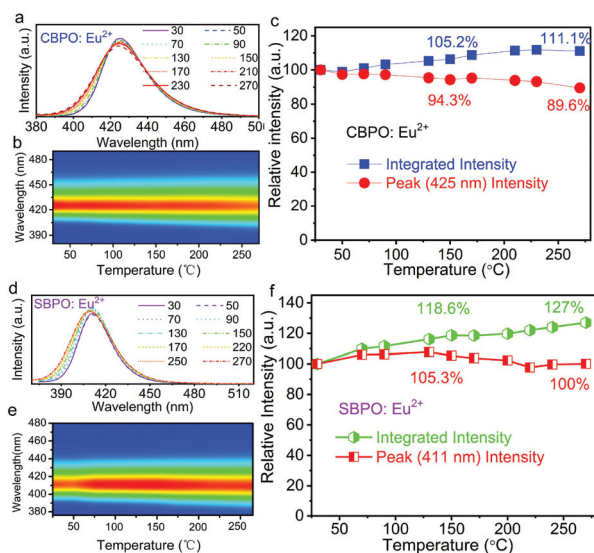 a
CBPO: Eu2+
30 50
70 90
130 150
170 210
230 270
Intensity (a.u.)
380 400 420 440 460 480 500
Wavelength (nm)
b
Wavelength (nm)
480
450
420
390
50 100 150 200 250
Temperature (℃)
c
Relative intensity (a.u.)
120
100
80
60
40
20
0
105.2% 111.1%
94.3% 89.6%
CBPO: Eu2+
Integrated Intensity
Peak (425 nm) Intensity
50 100 150 200 250
Temperature (°C)
d
SBPO: Eu2+
30 50
70 90
130 150
170 220
250 270
Intensity (a.u.)
390 420 450 480 510
Wavelength (nm)
e
Wavelength(nm)
480
460
440
420
400
380
50 100 150 200 250
Temperature (℃)
f
Relative Intensity (a.u.)
140
120
100
80
60
40
20
0
118.6% 127%
105.3% 100%
SBPO: Eu2+
Integrated Intensity
Peak (411 nm) Intensity
50 100 150 200 250
Temperature (°C)